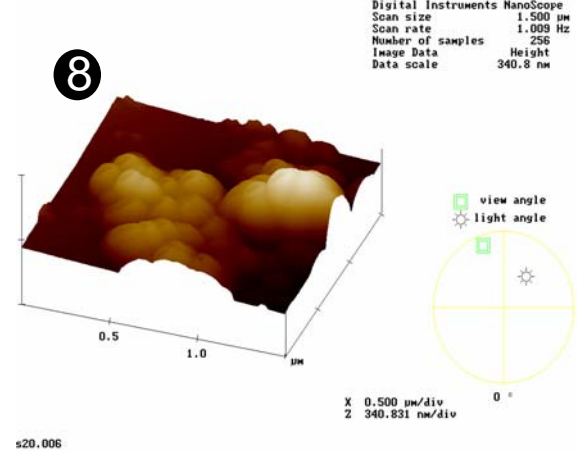 Digital Instruments NanoScope
Scan size 1.500 µm
Scan rate 1.009 Hz
Number of samples 256
Image Data Height
Data scale 340.8 nm
8
view angle
light angle
0.5
1.0
µm
X 0.500 µm/div
Z 340.831 nm/div
0 °
s20.006